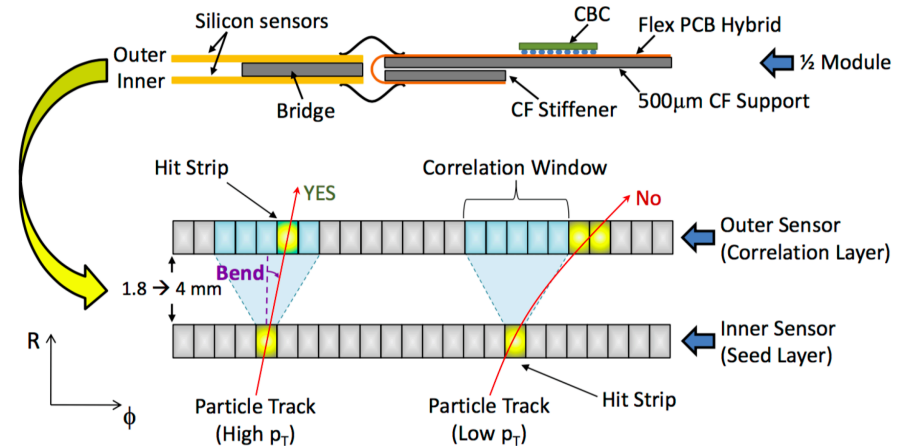 Silicon sensors
CBC
Flex PCB Hybrid
Outer
Inner
½ Module
Bridge
CF Stiffener
500μm CF Support
Hit Strip
Correlation Window
YES
No
Outer Sensor
(Correlation Layer)
Bend
1.8 → 4 mm
Inner Sensor
(Seed Layer)
R
ϕ
Particle Track
(High pT)
Particle Track
(Low pT)
Hit Strip